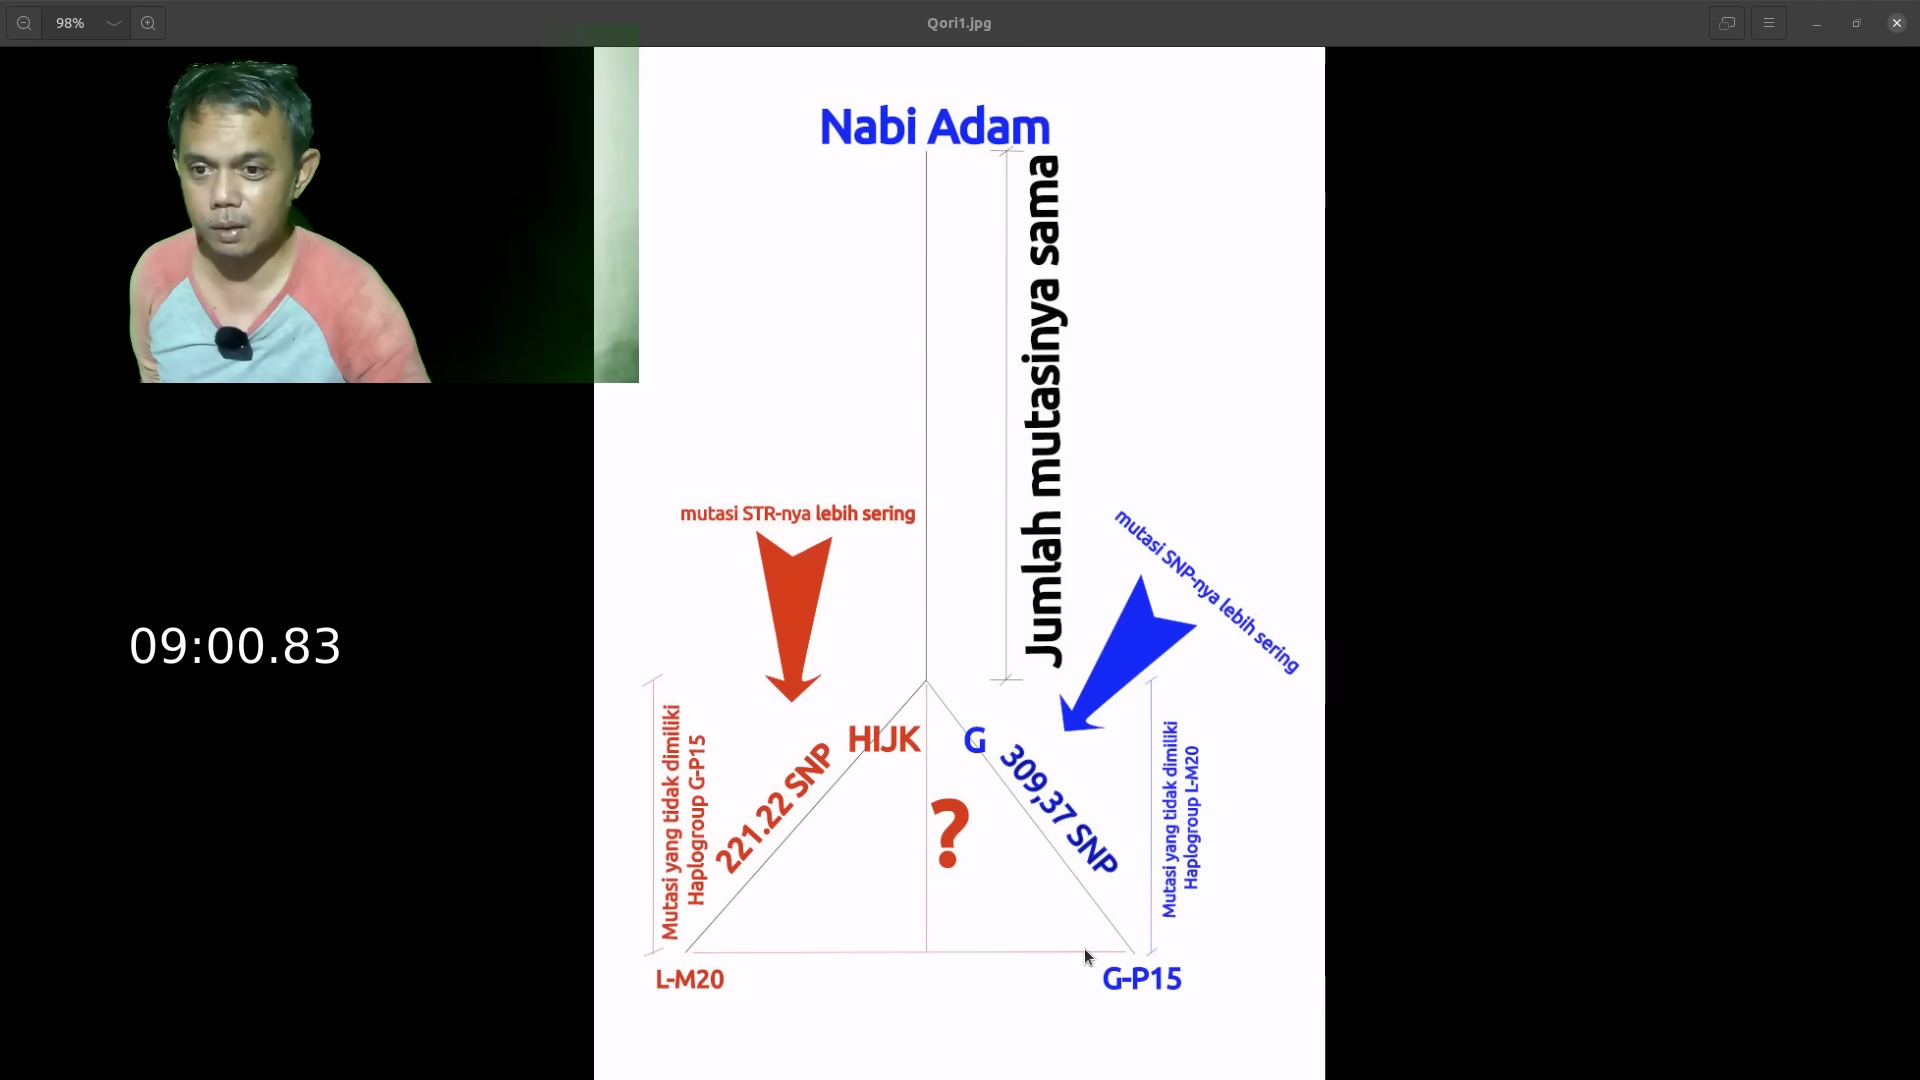 98%
Qori1.jpg
Nabi Adam
Jumlah mutasinya sama
mutasi STR-nya lebih sering
mutasi SNP-nya lebih sering
09:00.83
HIJK
G
221.22 SNP
309,37 SNP
?
Mutasi yang tidak dimiliki
Haplogroup G-P15
Mutasi yang tidak dimiliki
Haplogroup L-M20
L-M20
G-P15